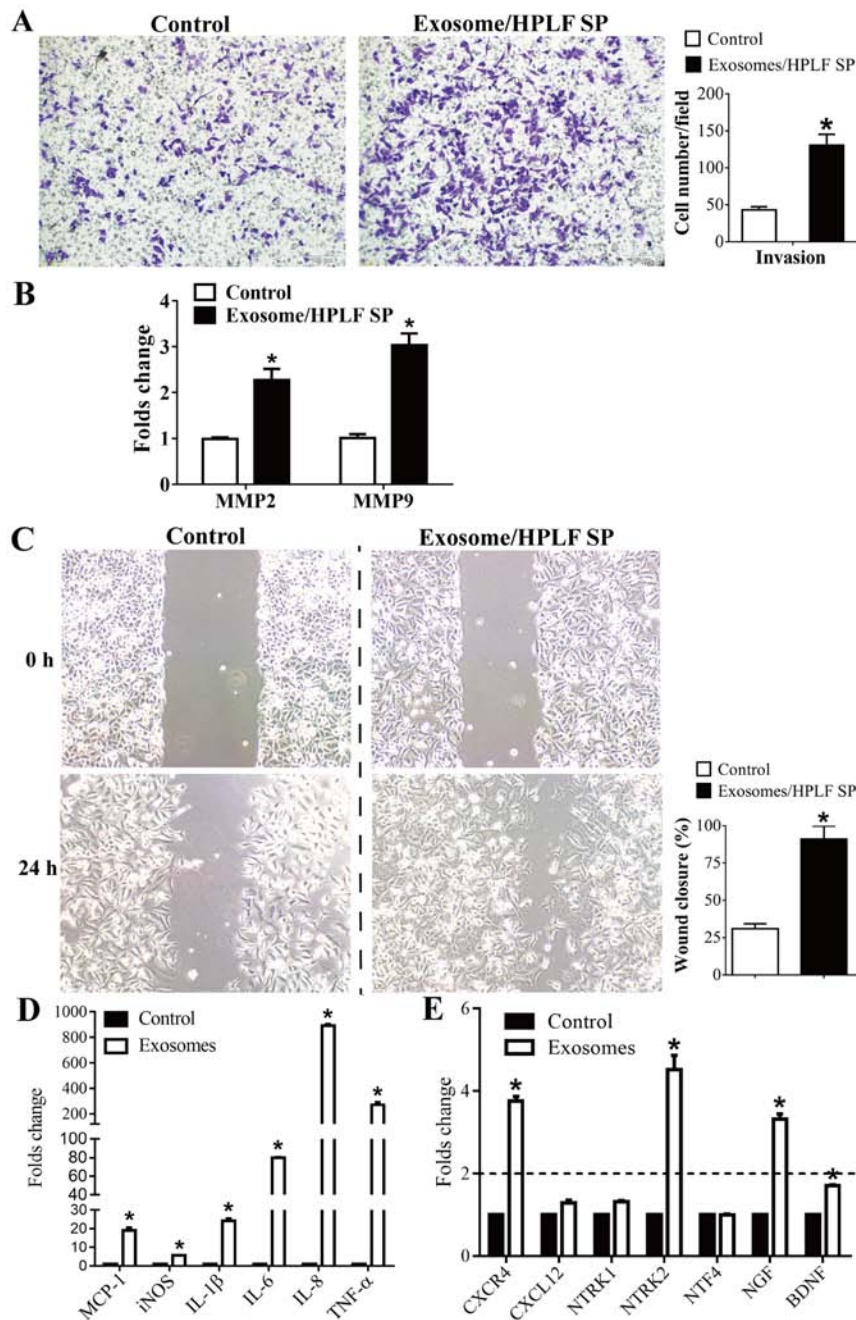 A
Control
Exosome/HPLF SP
Control
Exosomes/HPLF SP
200
150
100
50
0
Cell number/field
*
Invasion
B
Control
Exosome/HPLF SP
4
3
2
1
0
Folds change
*
*
MMP2
MMP9
C
Control
Exosome/HPLF SP
0 h
24 h
Control
Exosomes/HPLF SP
100
75
50
25
0
Wound closure (%)
*
D
Control
Exosomes
1000
800
600
400
200
80
60
40
30
20
10
0
Folds change
*
*
*
*
*
*
MCP-1
iNOS
IL-1β
IL-6
IL-8
TNF-α
E
Control
Exosomes
6
4
2
0
Folds change
*
*
*
*
CXCR4
CXCL12
NTRK1
NTRK2
NTF4
NGF
BDNF